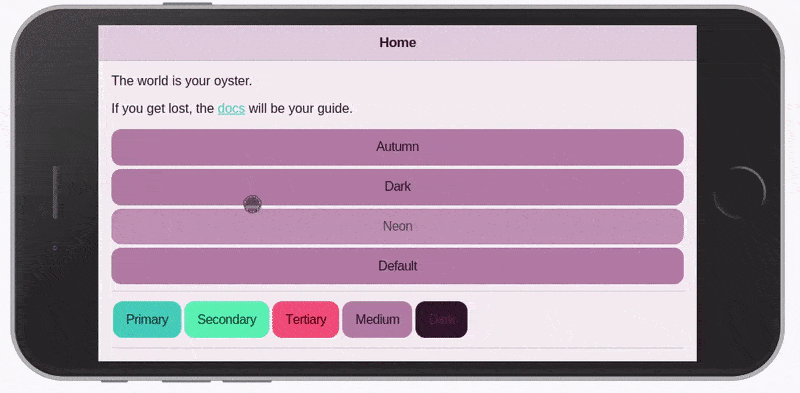 Home
The world is your oyster.
If you get lost, the docs will be your guide.
Autumn
Dark
Neon
Default
Primary Secondary Tertiary Medium Dark